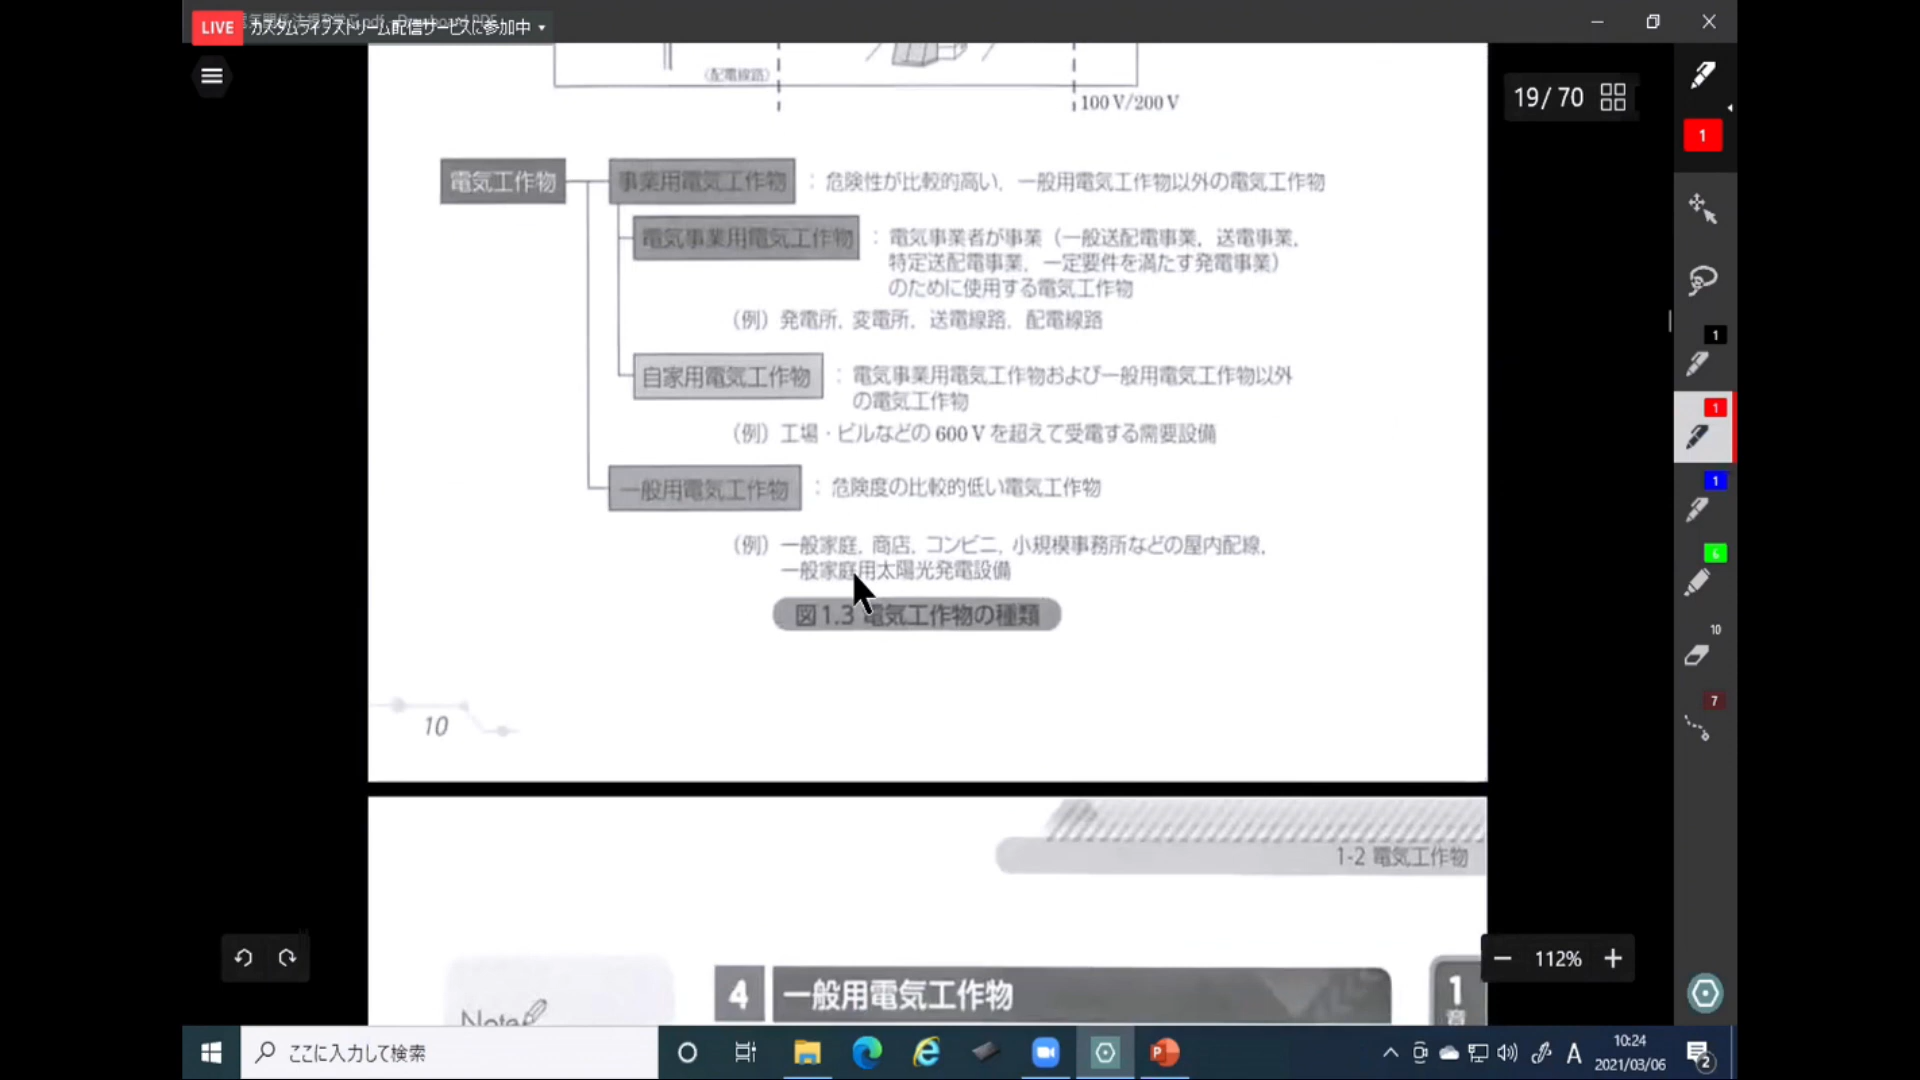 LIVE カスタムライブストリーム配信サービスに参加中
19/ 70
(配電線路)
100 V/200 V
電気工作物
事業用電気工作物 : 危険性が比較的高い, 一般用電気工作物以外の電気工作物
電気事業用電気工作物 : 電気事業者が事業(一般送配電事業, 送電事業,
特定送配電事業, 一定要件を満たす発電事業)
のために使用する電気工作物
(例) 発電所, 変電所, 送電線路, 配電線路
自家用電気工作物 : 電気事業用電気工作物および一般用電気工作物以外
の電気工作物
(例) 工場・ビルなどの 600 V を超えて受電する需要設備
一般用電気工作物 : 危険度の比較的低い電気工作物
(例) 一般家庭, 商店, コンビニ, 小規模事務所などの屋内配線,
一般家庭用太陽光発電設備
図1.3 電気工作物の種類
10
1-2 電気工作物
Note
4 一般用電気工作物
1
章
1
1
1
1
6
10
7
112%
ここに入力して検索
A
10:24
2021/03/06
2